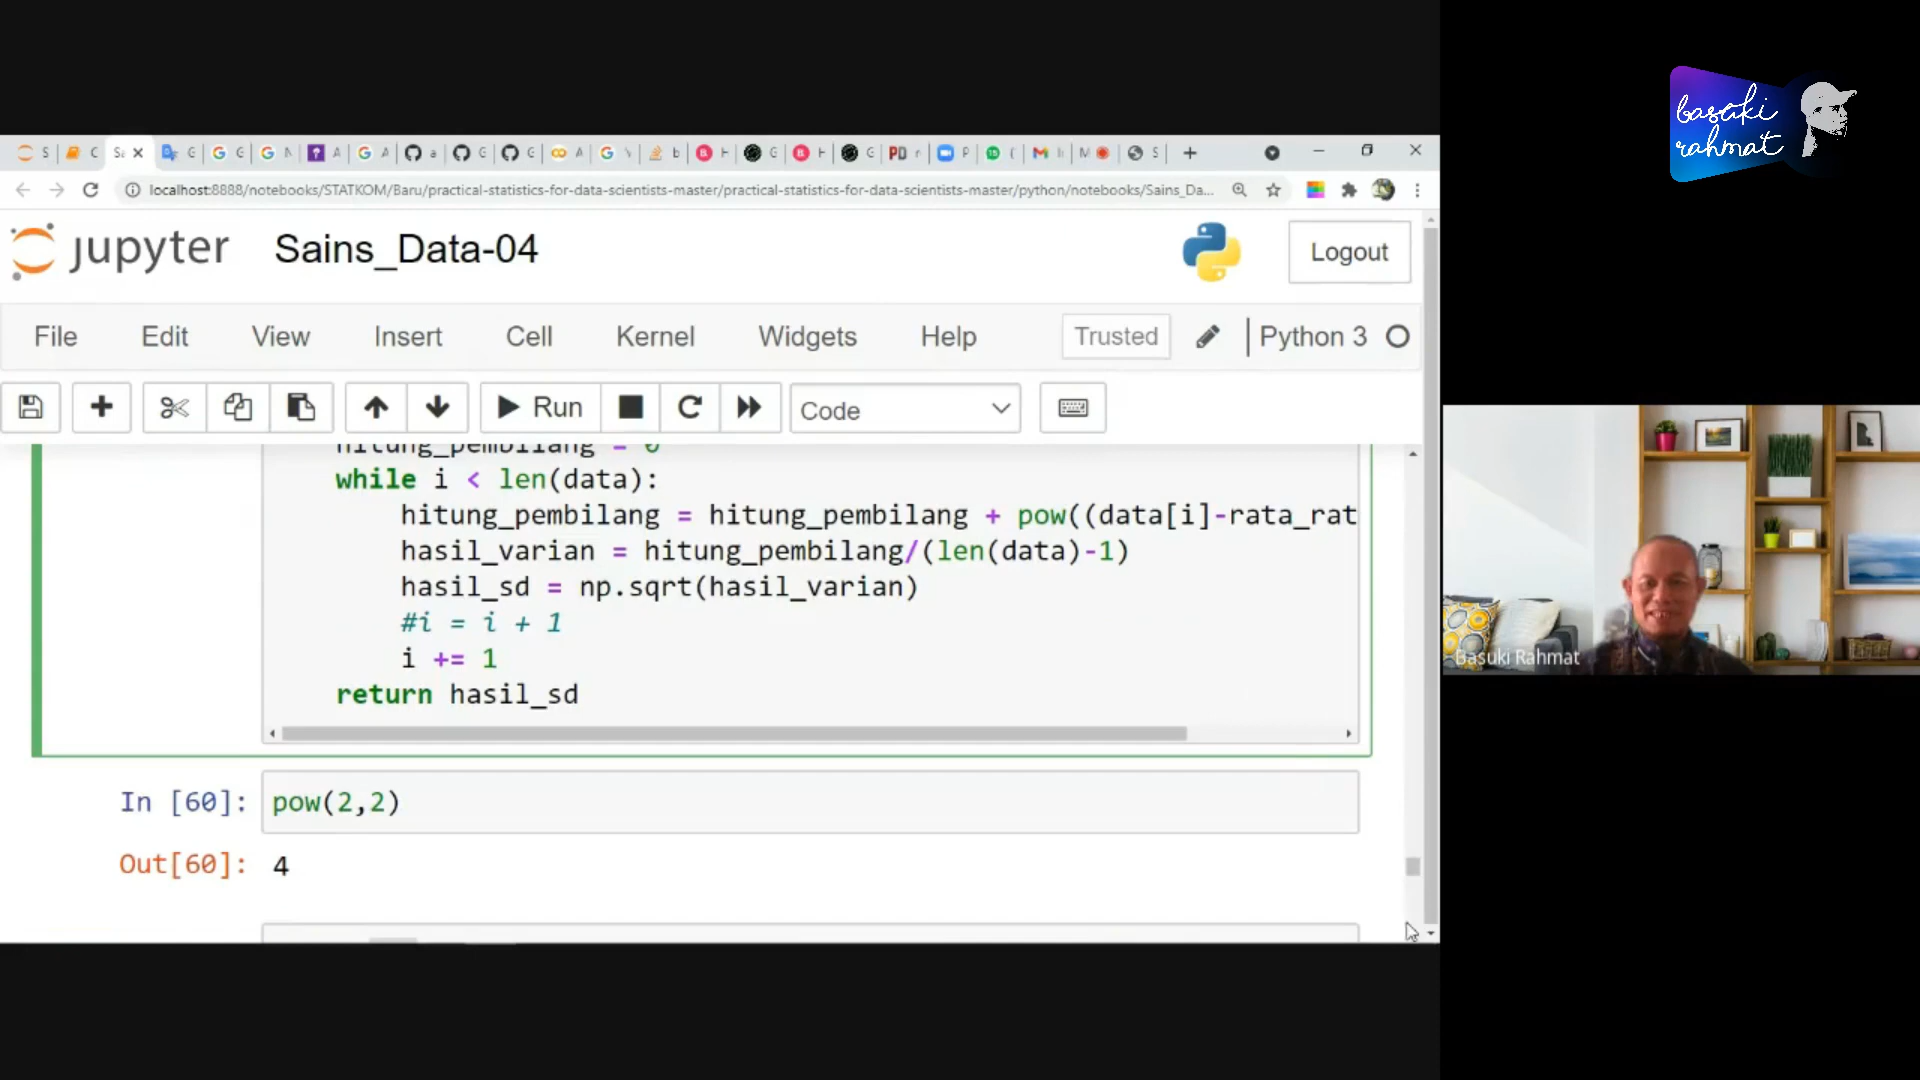 basuki
rahmat
localhost:8888/notebooks/STATKOM/Baru/practical-statistics-for-data-scientists-master/practical-statistics-for-data-scientists-master/python/notebooks/Sains_Da...
jupyter Sains_Data-04
Logout
File Edit View Insert Cell Kernel Widgets Help Trusted Python 3
Run Code
hitung_pembilang = 0
while i < len(data):
hitung_pembilang = hitung_pembilang + pow((data[i]-rata_rat
hasil_varian = hitung_pembilang/(len(data)-1)
hasil_sd = np.sqrt(hasil_varian)
#i = i + 1
i += 1
return hasil_sd
In [60]: pow(2,2)
Out[60]: 4
Basuki Rahmat